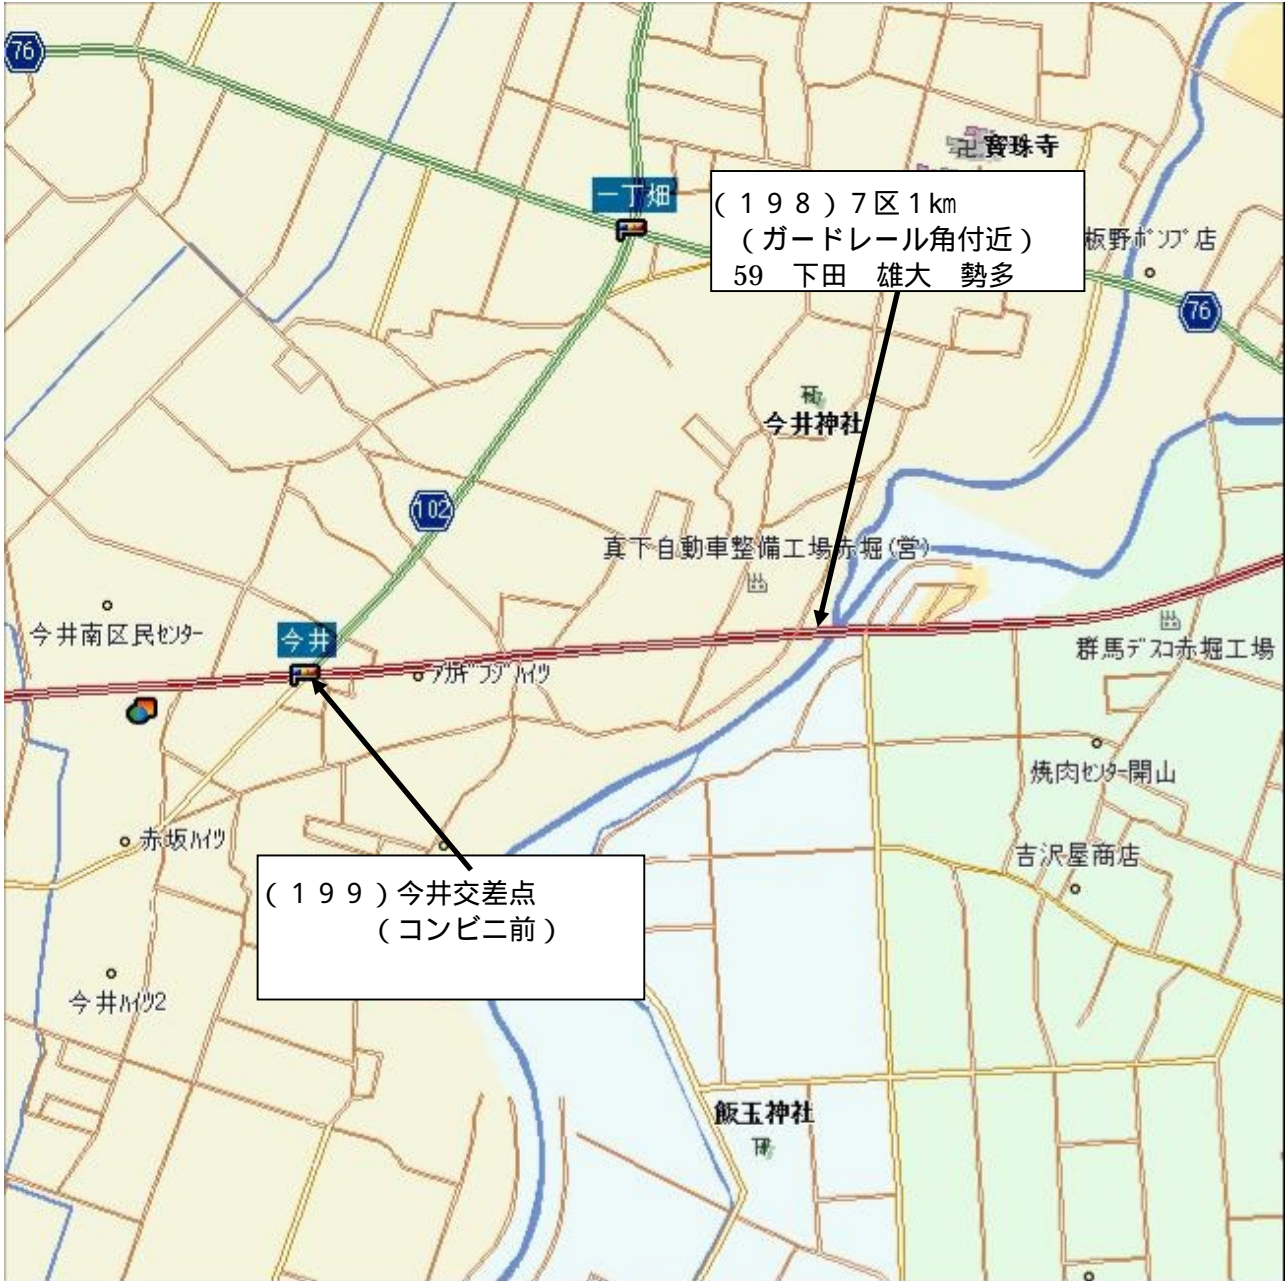 76
卍 寳珠寺
一丁畑
(198)7区1㎞
(ガードレール角付近)
59 下田 雄大 勢多
板野ポンプ店
76
今井神社
102
真下自動車整備工場赤堀(営)
今井南区民センター
今井
群馬デスコ赤堀工場
アカギフジハイツ
焼肉センター開山
赤坂ハイツ
吉沢屋商店
(199)今井交差点
(コンビニ前)
今井ハイツ2
飯玉神社